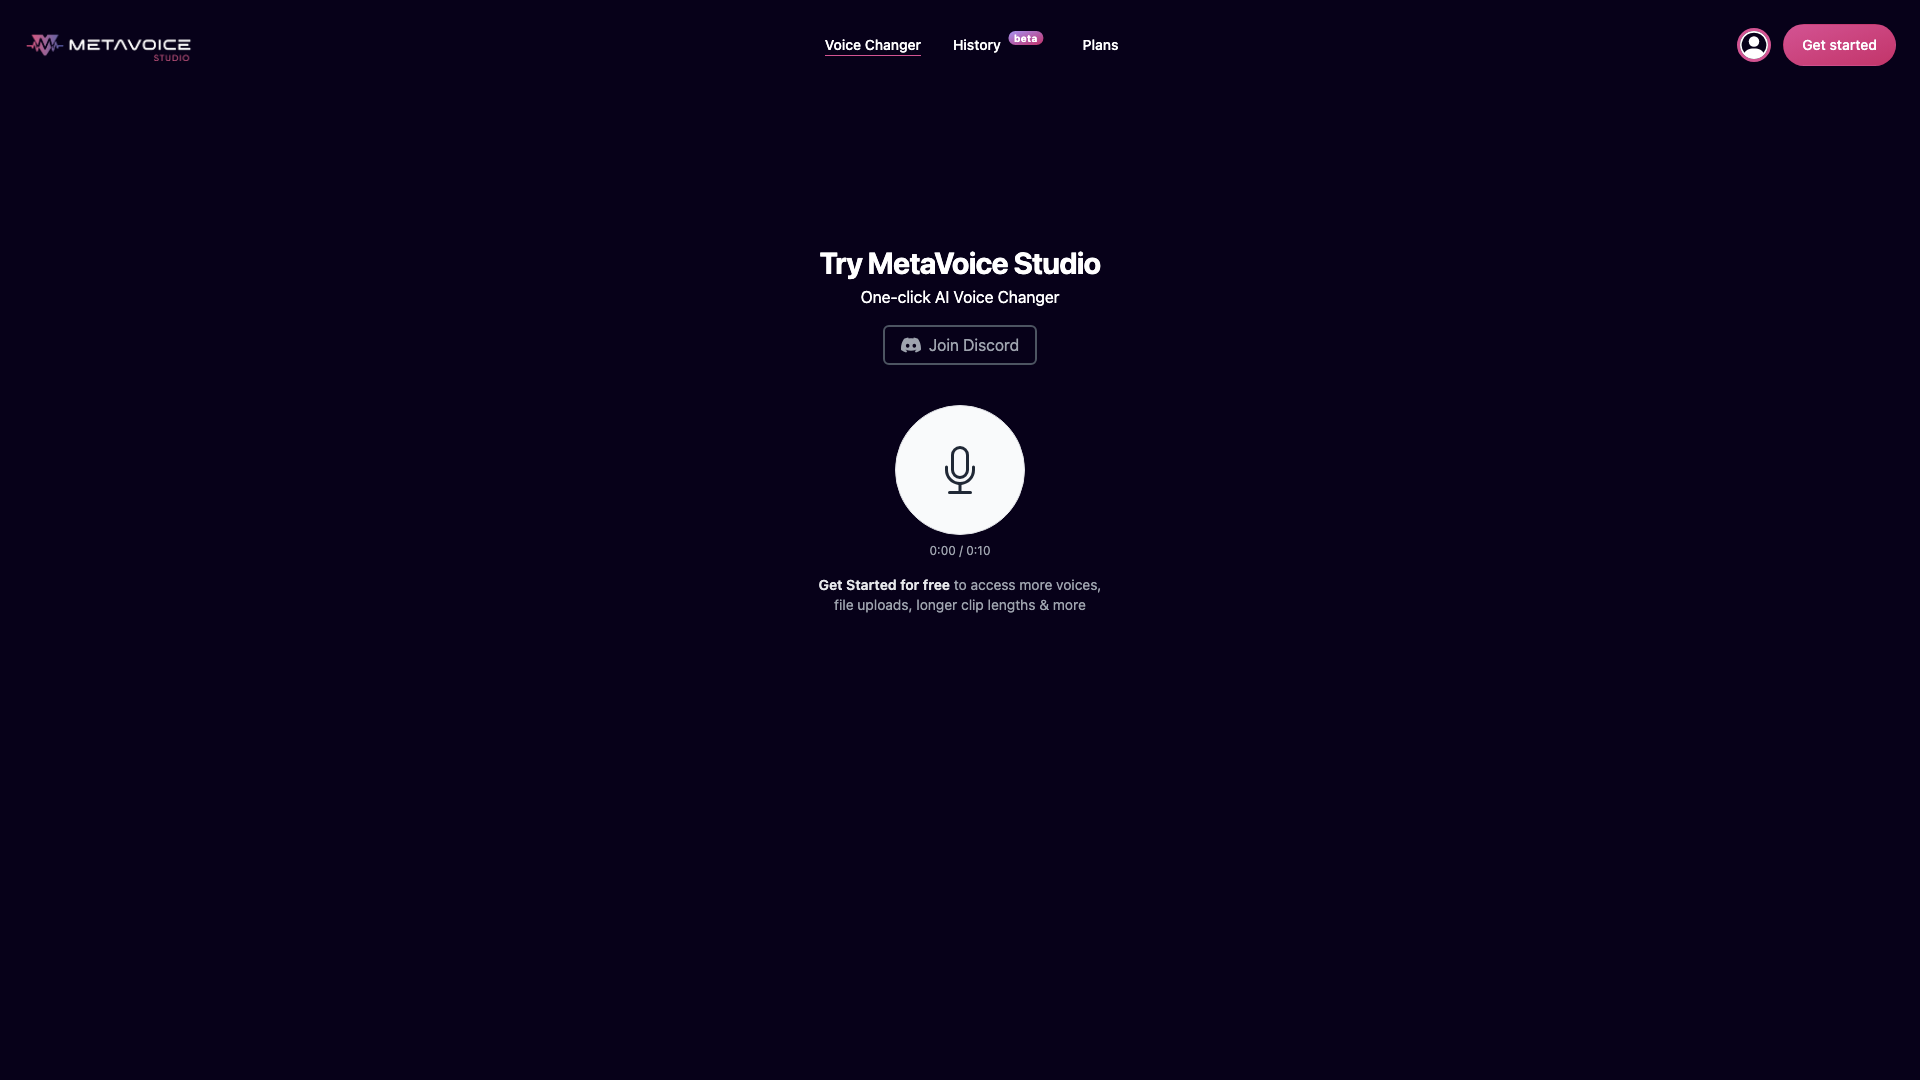 METAVOICE
STUDIO
Voice Changer
History
beta
Plans
Get started
Try MetaVoice Studio
One-click AI Voice Changer
Join Discord
0:00 / 0:10
Get Started for free to access more voices,
file uploads, longer clip lengths & more